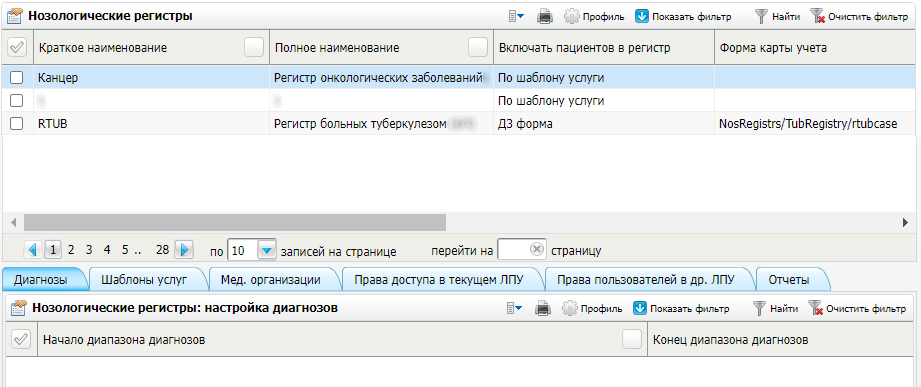 Нозологические регистры Профиль Показать фильтр Найти Очистить фильтр
Краткое наименование Полное наименование Включать пациентов в регистр Форма карты учета
Канцер Регистр онкологических заболеваний По шаблону услуги
По шаблону услуги
RTUB Регистр больных туберкулезом ДЗ форма NosRegistrs/TubRegistry/rtubcase
1 2 3 4 5 .. 28 по 10 записей на странице перейти на страницу
Диагнозы Шаблоны услуг Мед. организации Права доступа в текущем ЛПУ Права пользователей в др. ЛПУ Отчеты
Нозологические регистры: настройка диагнозов Профиль Показать фильтр Найти Очистить фильтр
Начало диапазона диагнозов Конец диапазона диагнозов